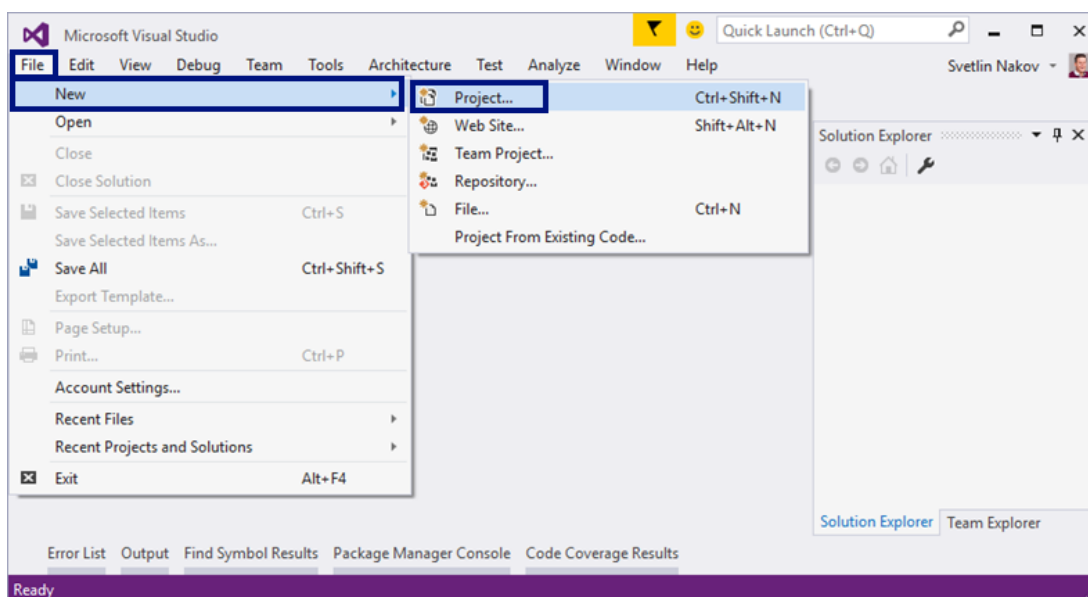 Microsoft Visual Studio
Quick Launch (Ctrl+Q)
File Edit View Debug Team Tools Architecture Test Analyze Window Help
Svetlin Nakov
New
Open
Close
Close Solution
Save Selected Items Ctrl+S
Save Selected Items As...
Save All Ctrl+Shift+S
Export Template...
Page Setup...
Print... Ctrl+P
Account Settings...
Recent Files
Recent Projects and Solutions
Exit Alt+F4
Project... Ctrl+Shift+N
Web Site... Shift+Alt+N
Team Project...
Repository...
File... Ctrl+N
Project From Existing Code...
Solution Explorer
Solution Explorer Team Explorer
Error List Output Find Symbol Results Package Manager Console Code Coverage Results
Ready